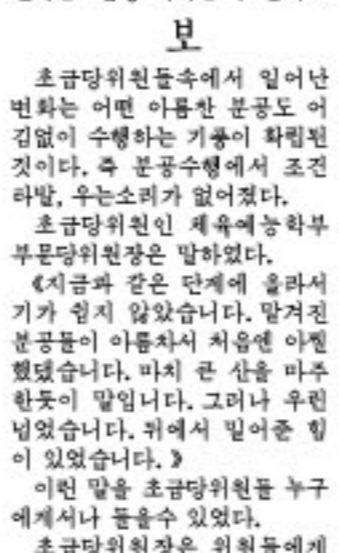 보
초급당위원들속에서 일어난
변화는 어떤 아름찬 분공도 어
김없이 수행하는 기풍이 확립된
것이다. 즉 분공수행에서 조건
타발, 우는소리가 없어졌다.
초급당위원인 체육예능학부
부문당위원장은 말하였다.
《지금과 같은 단계에 올라서
기가 쉽지 않았습니다. 맡겨진
분공들이 아름차서 처음엔 아찔
했댔습니다. 마치 큰 산을 마주
한듯이 말입니다. 그러나 우린
넘었습니다. 뒤에서 밀어준 힘
이 있었습니다.》
이런 말을 초급당위원들 누구
에게서나 들을수 있었다.
초급당위원장은 위원들에게